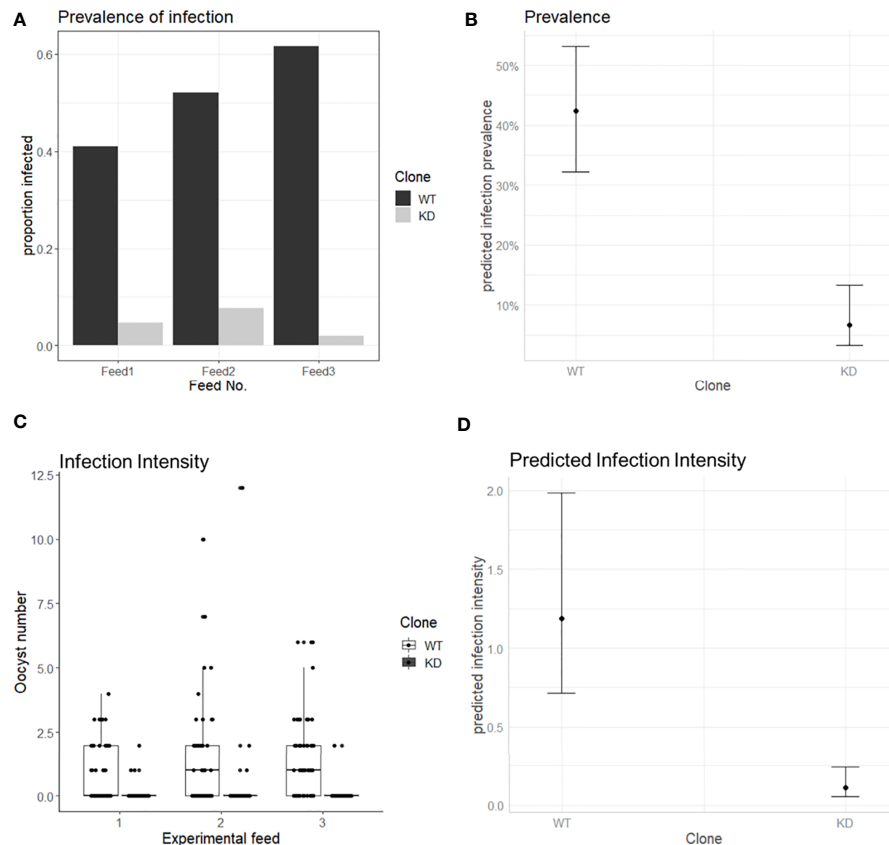 A
Prevalence of infection
0.6
0.4
0.2
0.0
proportion infected
Feed1
Feed2
Feed3
Feed No.
Clone
WT
KD
B
Prevalence
50%
40%
30%
20%
10%
predicted infection prevalence
WT
KD
Clone
C
Infection Intensity
12.5
10.0
7.5
5.0
2.5
0.0
Oocyst number
1
2
3
Experimental feed
Clone
WT
KD
D
Predicted Infection Intensity
2.0
1.5
1.0
0.5
0.0
predicted infection intensity
WT
KD
Clone